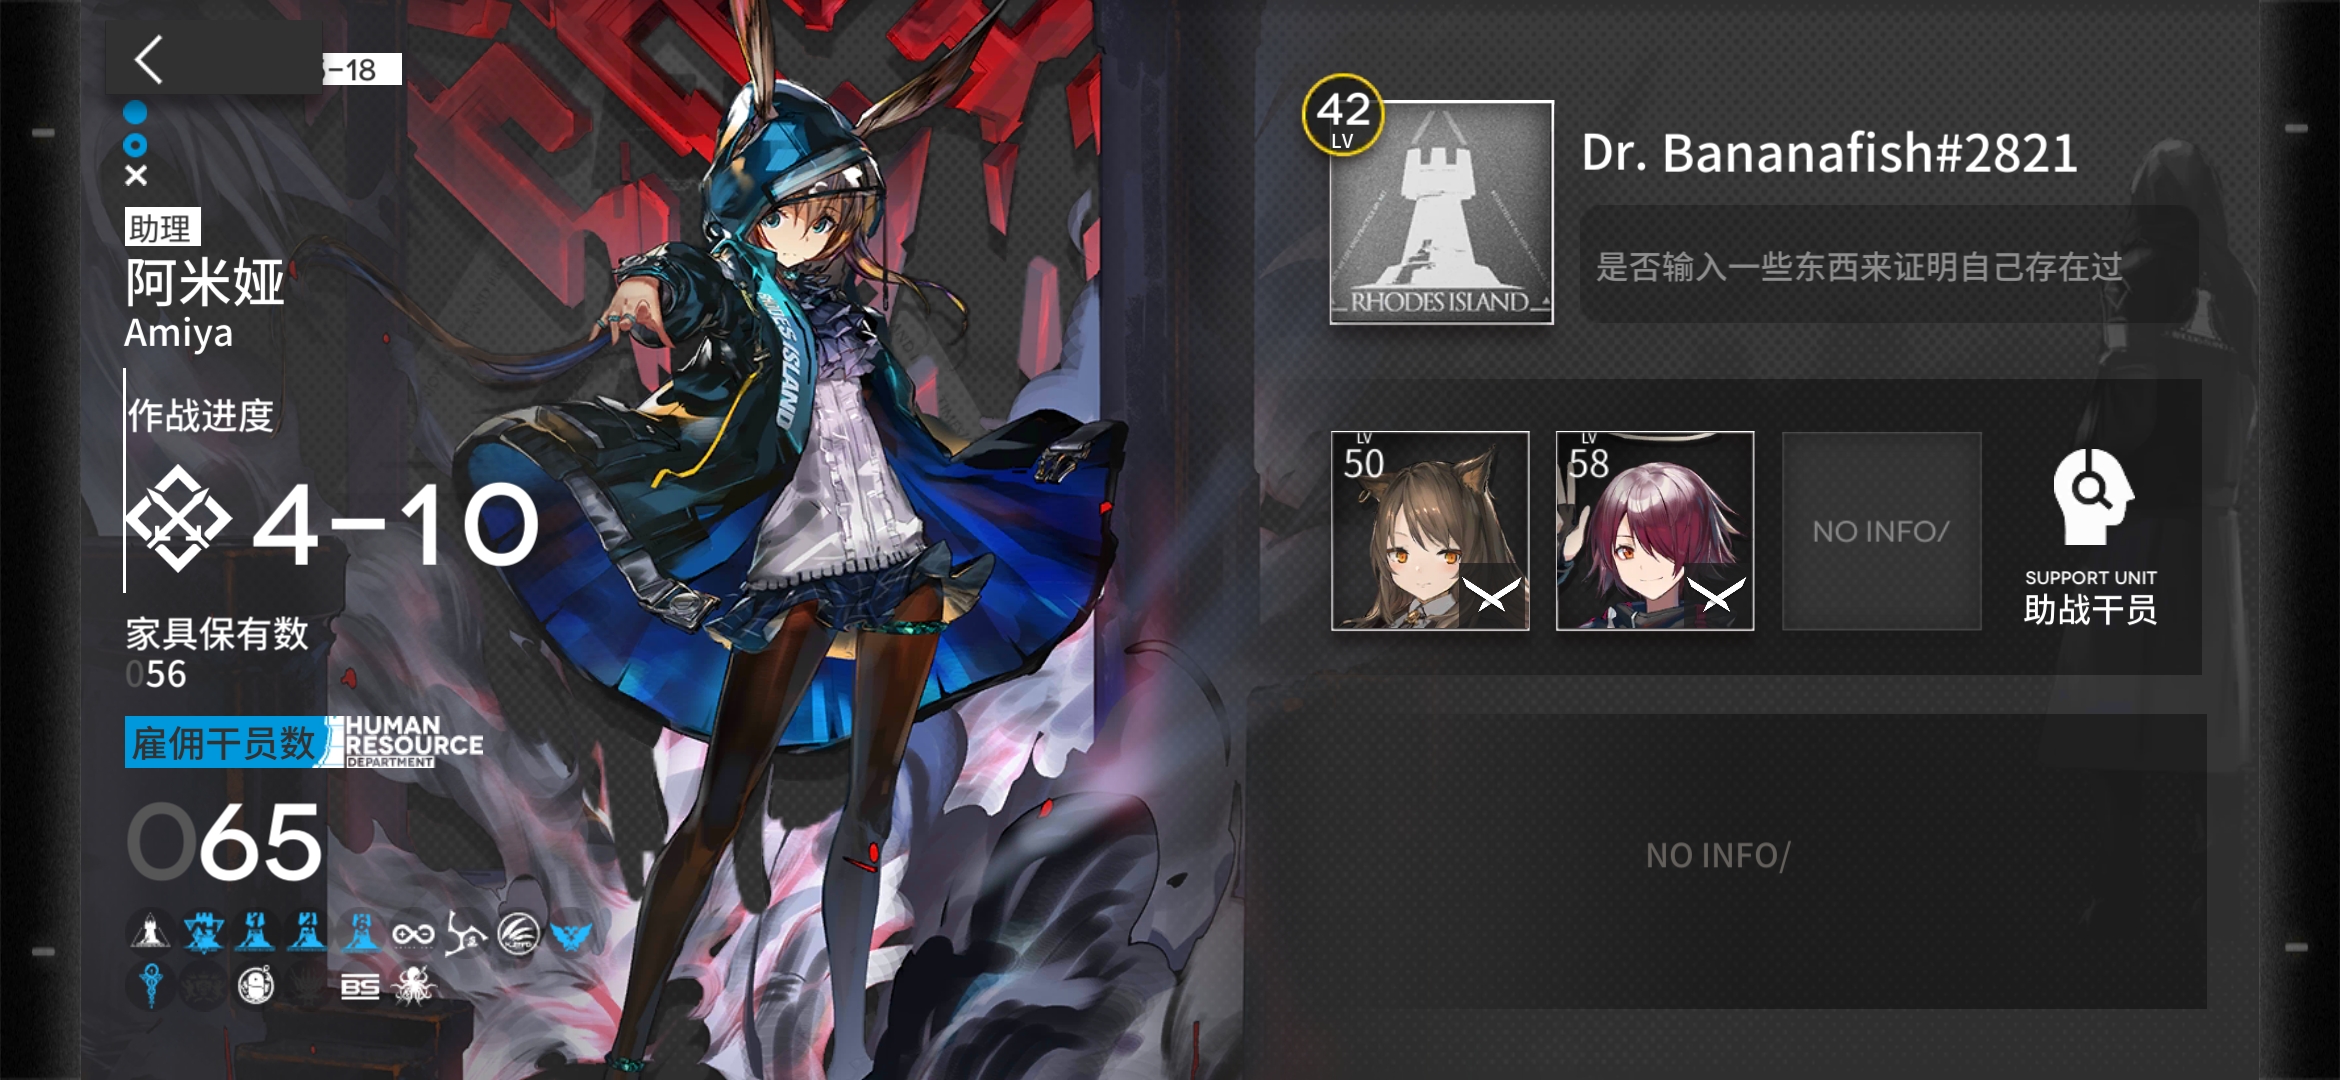 -18
助理
阿米娅
Amiya
作战进度
4-10
家具保有数
056
雇佣干员数
HUMAN
RESOURCE
DEPARTMENT
065
BS
RHODES ISLAND
42
LV
RHODES ISLAND
Dr. Bananafish#2821
是否输入一些东西来证明自己存在过
LV
50
LV
58
NO INFO/
SUPPORT UNIT
助战干员
NO INFO/